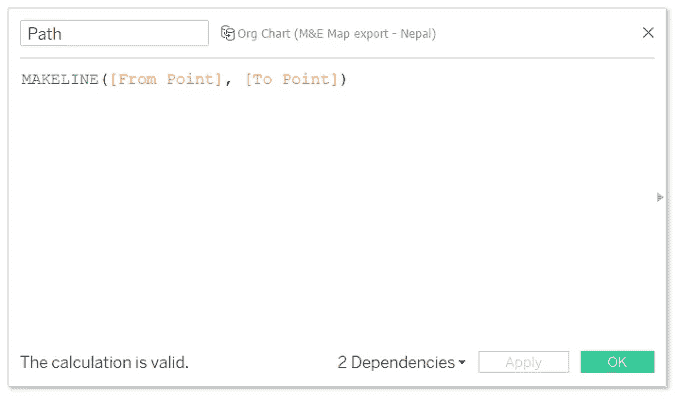 Path
Org Chart (M&E Map export - Nepal)
MAKELINE([From Point], [To Point])
The calculation is valid.
2 Dependencies
Apply
OK